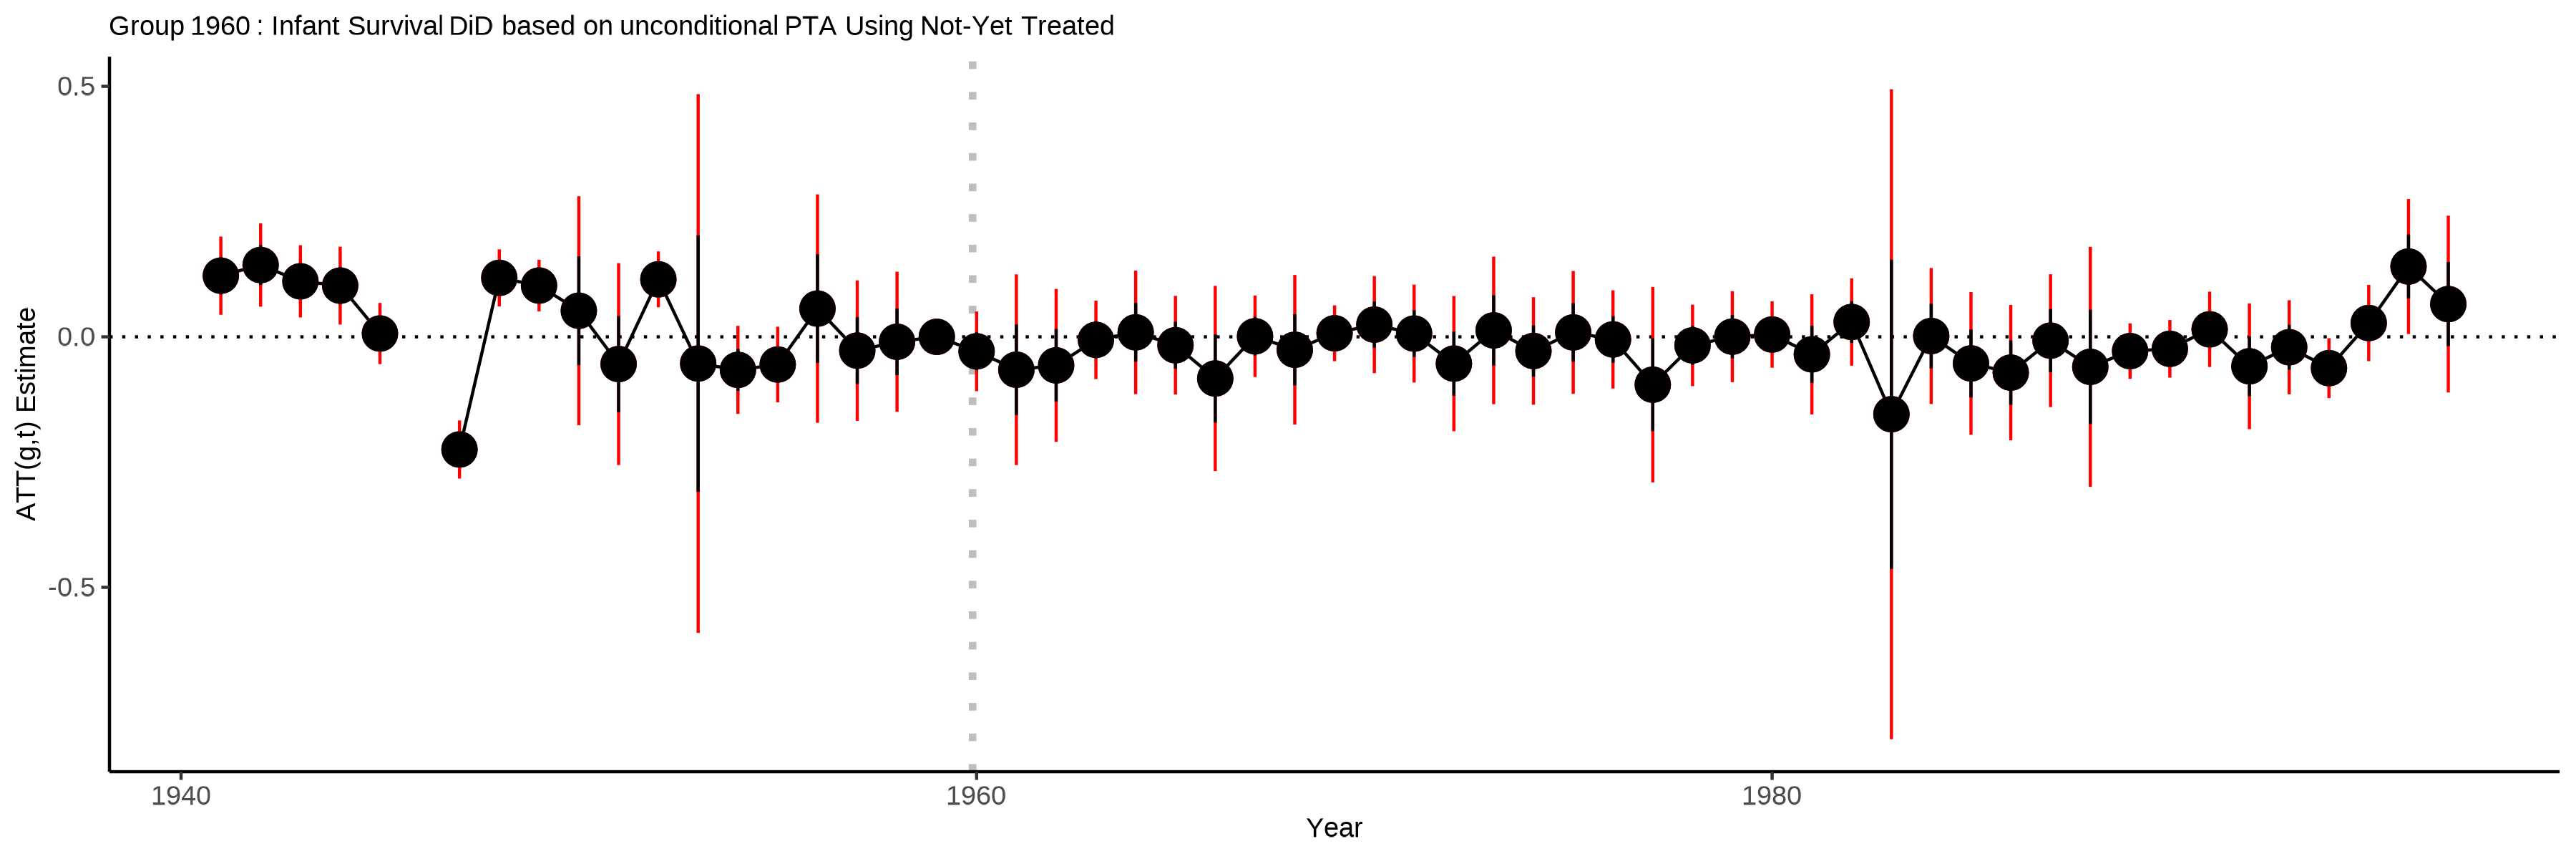 Group 1960 : Infant Survival DiD based on unconditional PTA Using Not-Yet Treated
0.5
0.0
-0.5
ATT(g,t) Estimate
1940
1960
1980
Year